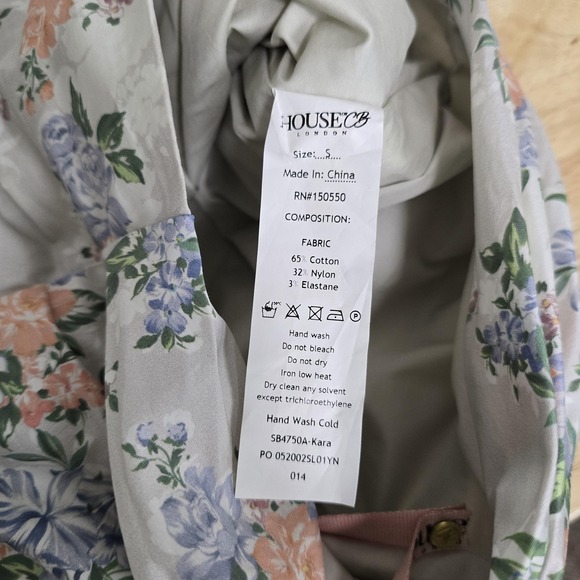 HOUSE OF CB
LONDON
Size: S
Made In: China
RN#150550
COMPOSITION:
FABRIC
65% Cotton
32% Nylon
3% Elastane
Hand wash
Do not bleach
Do not dry
Iron low heat
Dry clean any solvent
except trichloroethylene
Hand Wash Cold
SB4750A-Kara
PO 052002SL01YN
014